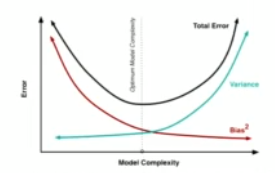 Total Error
Optimum Model Complexity
Variance
Error
Bias²
Model Complexity